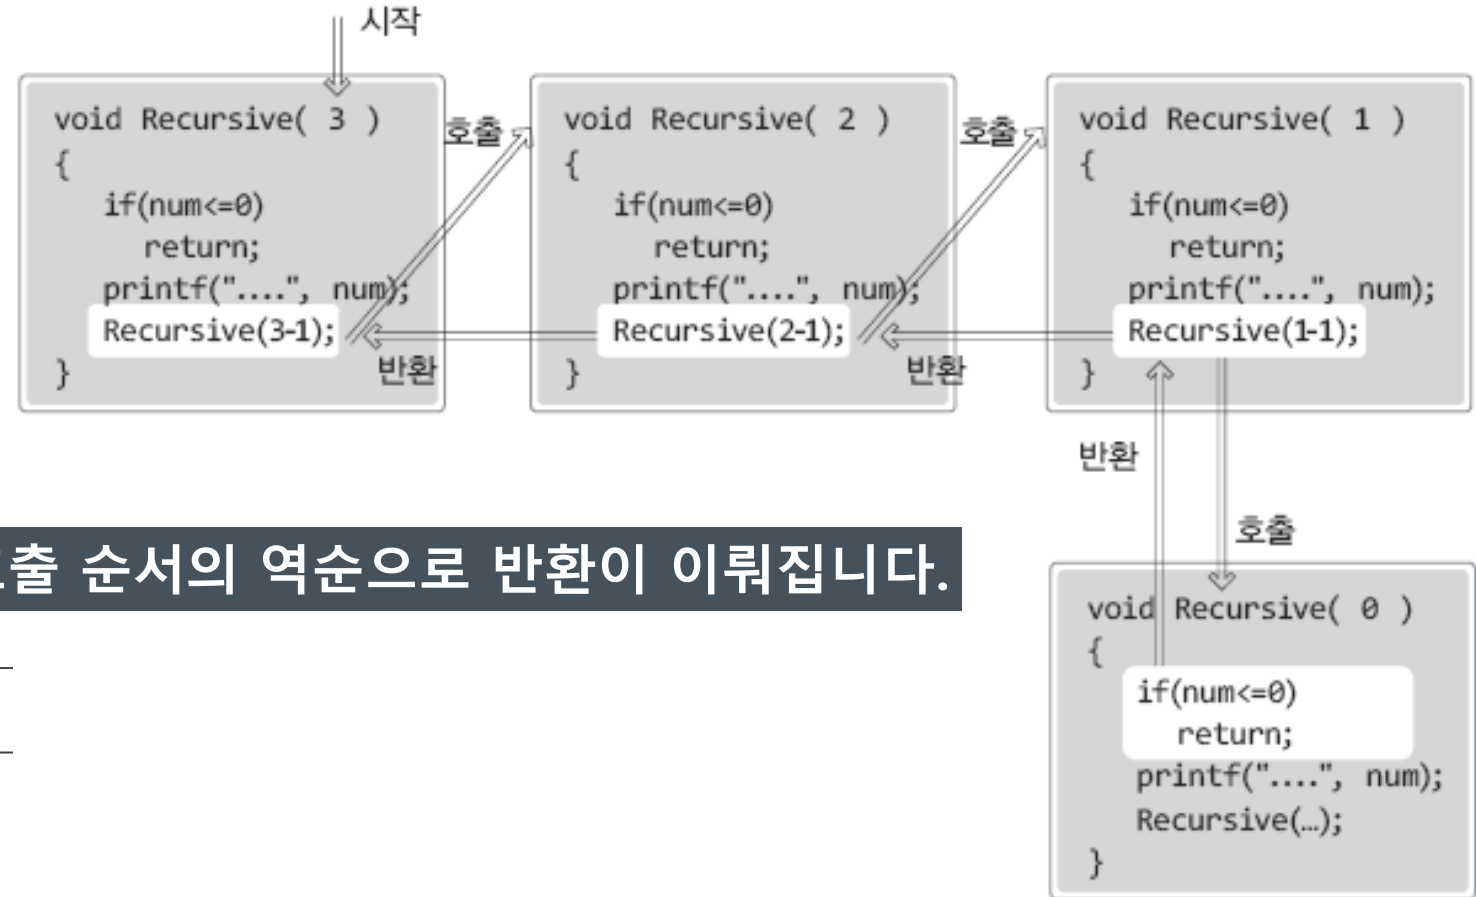 시작
void Recursive( 3 )
{
if(num<=0)
return;
printf("....", num);
Recursive(3-1);
}
호출
반환
void Recursive( 2 )
{
if(num<=0)
return;
printf("....", num);
Recursive(2-1);
}
호출
반환
void Recursive( 1 )
{
if(num<=0)
return;
printf("....", num);
Recursive(1-1);
}
반환
호출
순서의 역순으로 반환이 이뤄집니다.
void Recursive( 0 )
{
if(num<=0)
return;
printf("....", num);
Recursive(…);
}